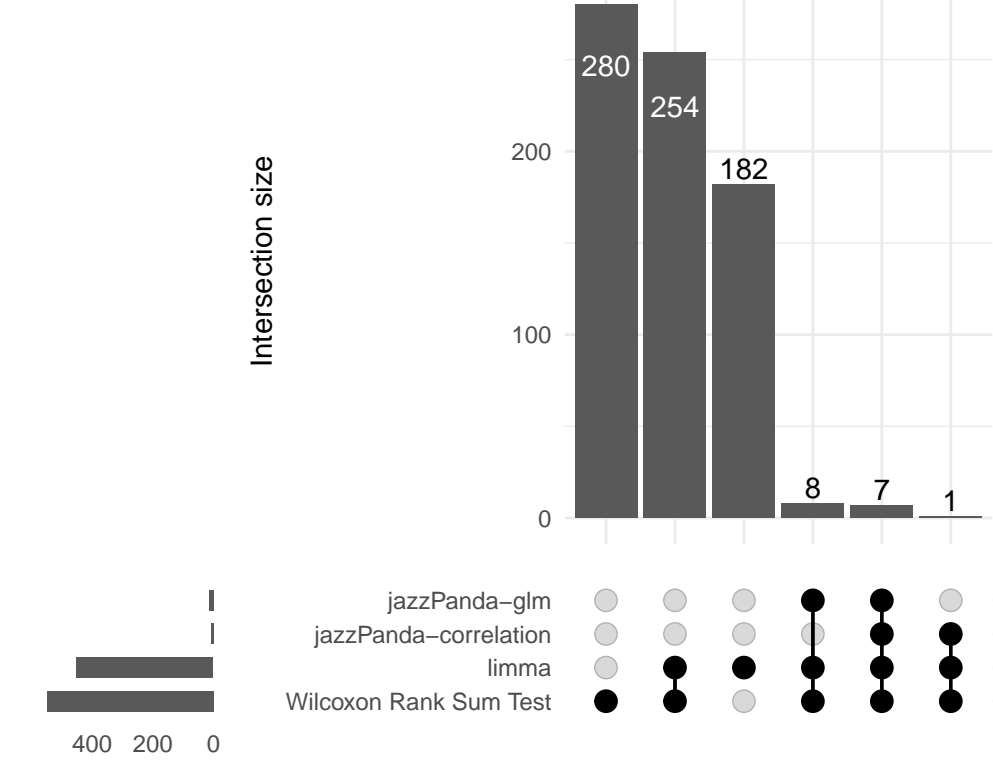 280
254
182
8
7
1
200
100
0
Intersection size
jazzPanda−glm
jazzPanda−correlation
limma
Wilcoxon Rank Sum Test
400 200 0